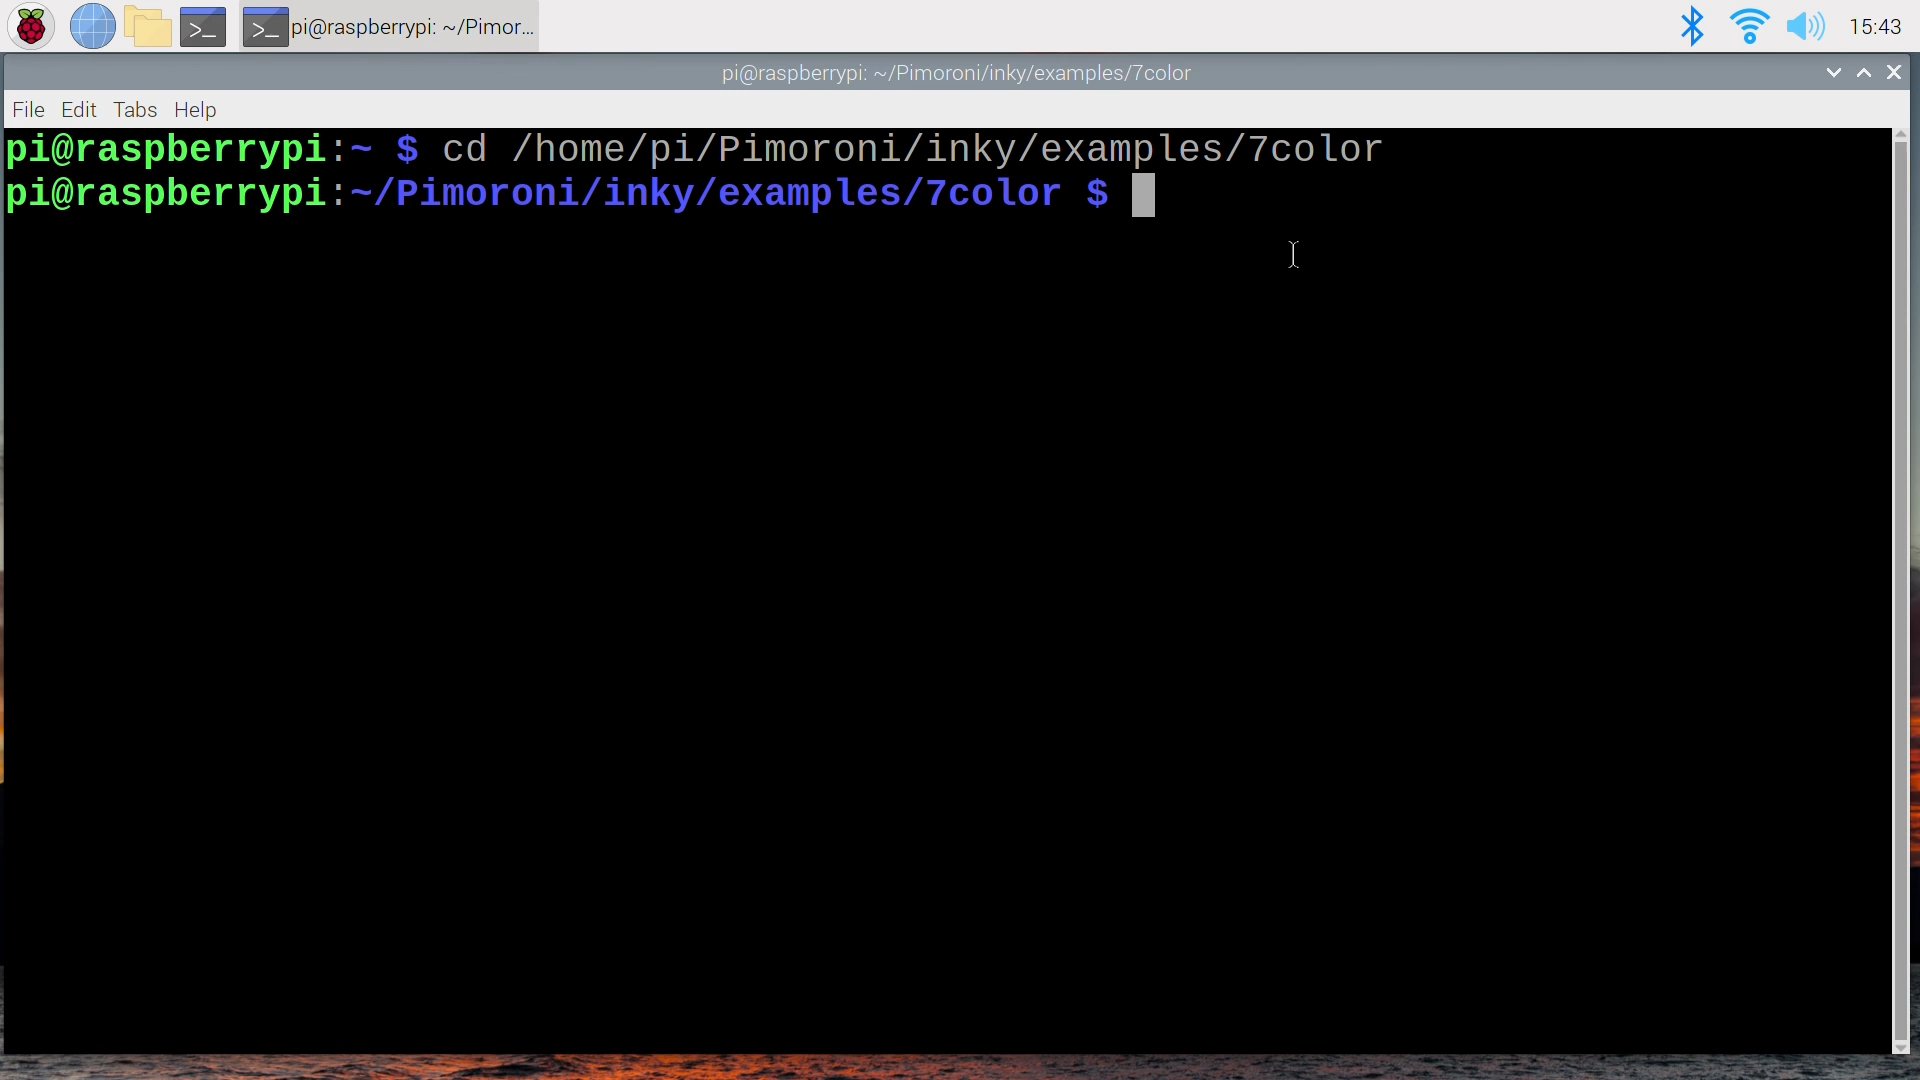 pi@raspberrypi: ~/Pimor... 15:43
pi@raspberrypi: ~/Pimoroni/inky/examples/7color
File Edit Tabs Help
pi@raspberrypi:~ $ cd /home/pi/Pimoroni/inky/examples/7color
pi@raspberrypi:~/Pimoroni/inky/examples/7color $